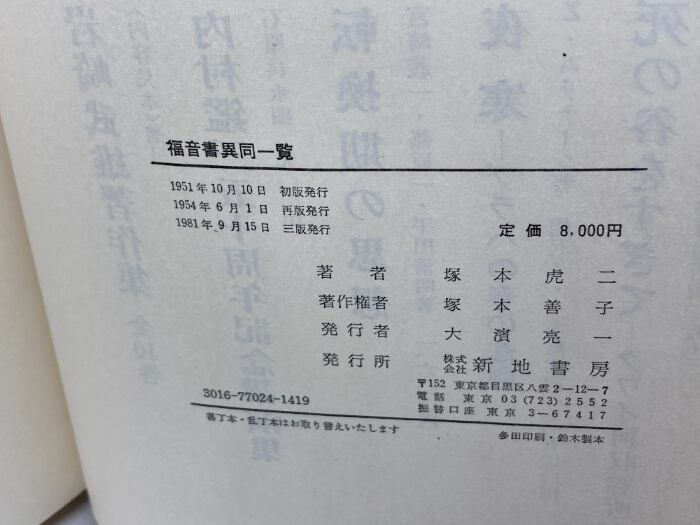 福音書異同一覧
1951年10月10日 初版発行
1954年6月1日 再版発行
1981年9月15日 三版発行
定価 8,000円
著者 塚本虎二
著作権者 塚本善子
発行者 大濱亮一
発行所 株式会社 新地書房
〒152 東京都目黒区八雲2-12-7
電話 東京 03(723)2552
振替口座 東京 3-67417
3016-77024-1419
落丁本・乱丁本はお取り替えいたします
多田印刷・鈴木製本